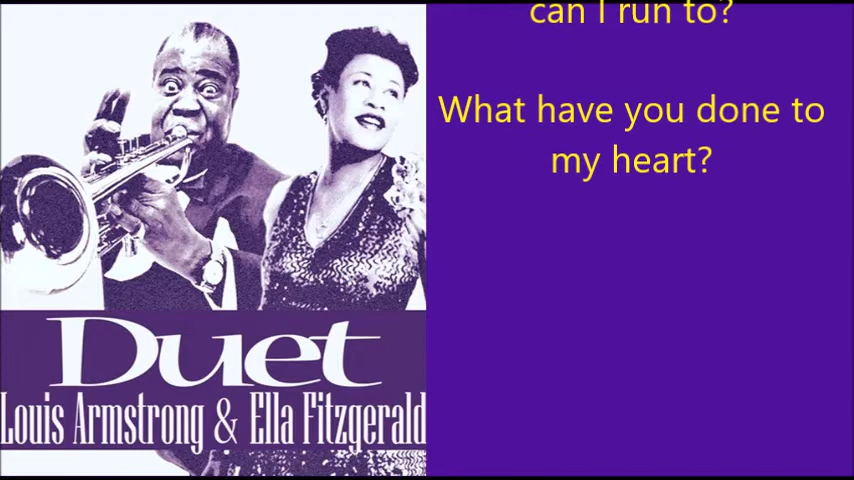 can I run to?
What have you done to
my heart?
Duet
Louis Armstrong & Ella Fitzgerald